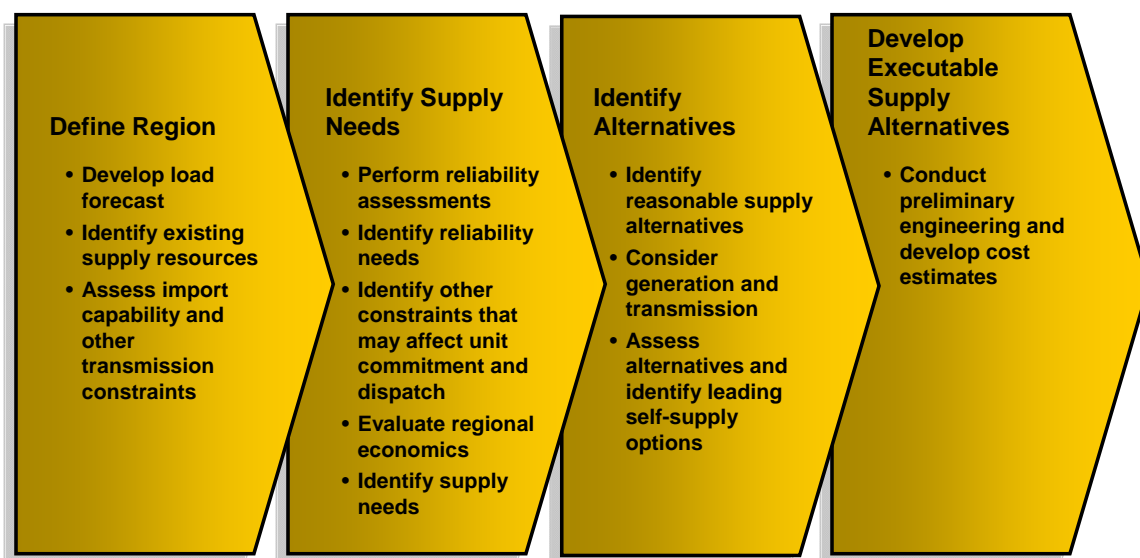 Define Region
• Develop load
forecast
• Identify existing
supply resources
• Assess import
capability and
other
transmission
constraints
Identify Supply
Needs
• Perform reliability
assessments
• Identify reliability
needs
• Identify other
constraints that
may affect unit
commitment and
dispatch
• Evaluate regional
economics
• Identify supply
needs
Identify
Alternatives
• Identify
reasonable supply
alternatives
• Consider
generation and
transmission
• Assess
alternatives and
identify leading
self-supply
options
Develop
Executable
Supply
Alternatives
• Conduct
preliminary
engineering and
develop cost
estimates